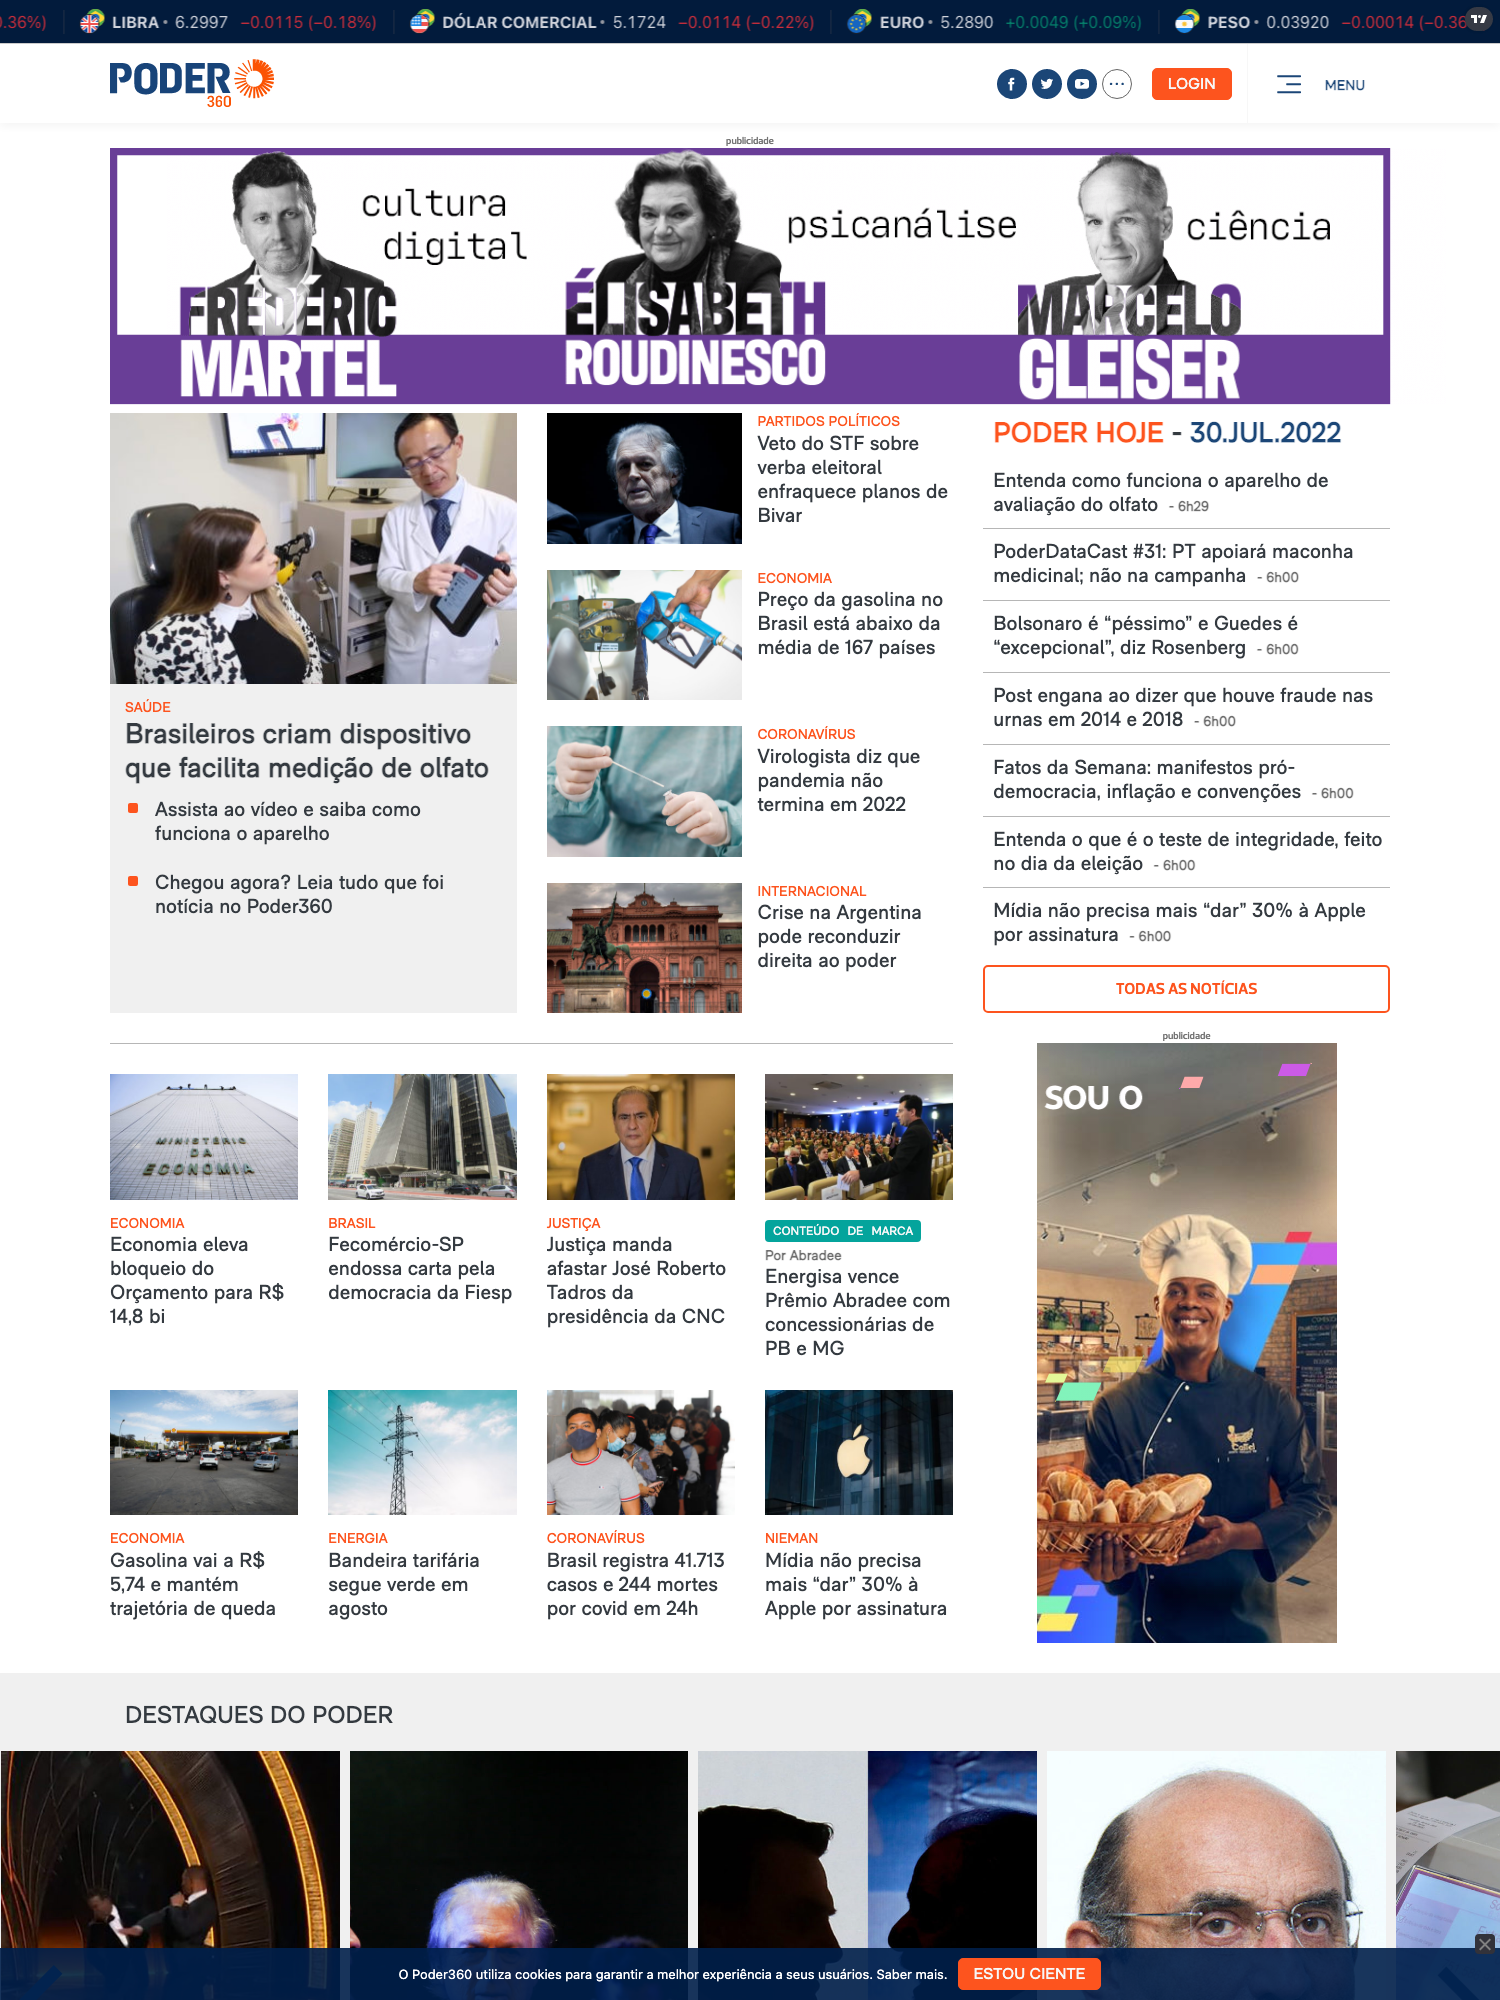 0.36%)
LIBRA • 6.2997 −0.0115 (−0.18%)
DÓLAR COMERCIAL • 5.1724 −0.0114 (−0.22%)
EURO • 5.2890 +0.0049 (+0.09%)
PESO • 0.03920 −0.00014 (−0.36
PODER
360
LOGIN
MENU
publicidade
cultura
digital
FRÉDÉRIC
MARTEL
psicanálise
ÉLISABETH
ROUDINESCO
ciência
MARCELO
GLEISER
SAÚDE
Brasileiros criam dispositivo
que facilita medição de olfato
Assista ao vídeo e saiba como
funciona o aparelho
Chegou agora? Leia tudo que foi
notícia no Poder360
PARTIDOS POLÍTICOS
Veto do STF sobre
verba eleitoral
enfraquece planos de
Bivar
ECONOMIA
Preço da gasolina no
Brasil está abaixo da
média de 167 países
CORONAVÍRUS
Virologista diz que
pandemia não
termina em 2022
INTERNACIONAL
Crise na Argentina
pode reconduzir
direita ao poder
PODER HOJE - 30.JUL.2022
Entenda como funciona o aparelho de
avaliação do olfato - 6h29
PoderDataCast #31: PT apoiará maconha
medicinal; não na campanha - 6h00
Bolsonaro é “péssimo” e Guedes é
“excepcional”, diz Rosenberg - 6h00
Post engana ao dizer que houve fraude nas
urnas em 2014 e 2018 - 6h00
Fatos da Semana: manifestos pró-
democracia, inflação e convenções - 6h00
Entenda o que é o teste de integridade, feito
no dia da eleição - 6h00
Mídia não precisa mais “dar” 30% à Apple
por assinatura - 6h00
TODAS AS NOTÍCIAS
publicidade
SOU O
MINISTÉRIO
DA
ECONOMIA
ECONOMIA
Economia eleva
bloqueio do
Orçamento para R$
14,8 bi
BRASIL
Fecomércio-SP
endossa carta pela
democracia da Fiesp
JUSTIÇA
Justiça manda
afastar José Roberto
Tadros da
presidência da CNC
CONTEÚDO DE MARCA
Por Abradee
Energisa vence
Prêmio Abradee com
concessionárias de
PB e MG
ECONOMIA
Gasolina vai a R$
5,74 e mantém
trajetória de queda
ENERGIA
Bandeira tarifária
segue verde em
agosto
CORONAVÍRUS
Brasil registra 41.713
casos e 244 mortes
por covid em 24h
NIEMAN
Mídia não precisa
mais “dar” 30% à
Apple por assinatura
DESTAQUES DO PODER
O Poder360 utiliza cookies para garantir a melhor experiência a seus usuários. Saber mais.
ESTOU CIENTE